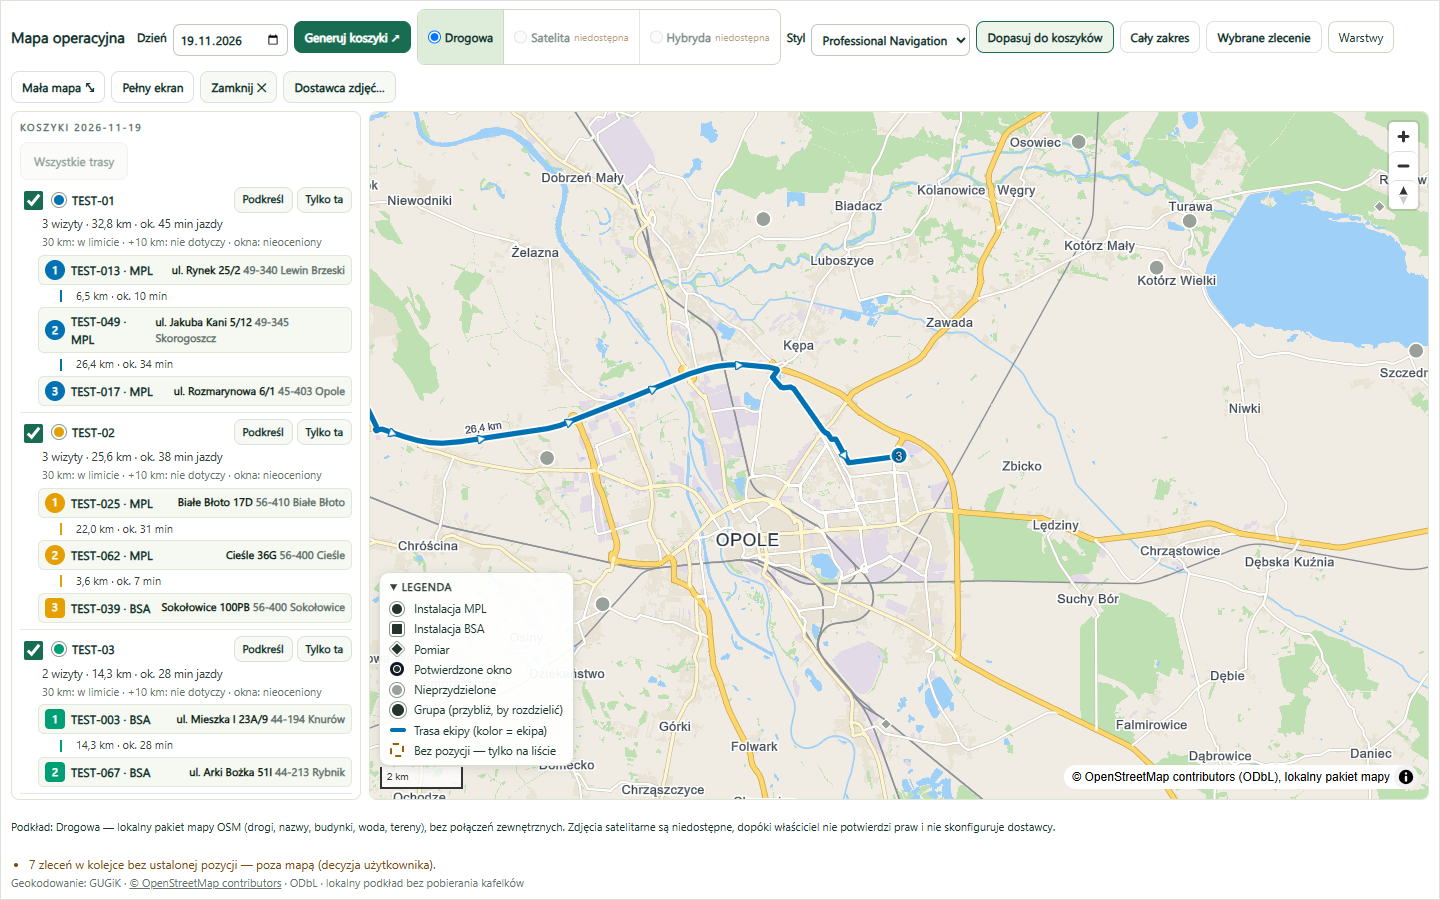 Mapa operacyjna Dzień 19.11.2026 Generuj koszyki ↗ Drogowa Satelita niedostępna Hybryda niedostępna Styl Professional Navigation Dopasuj do koszyków Cały zakres Wybrane zlecenie Warstwy
Mała mapa ⤡ Pełny ekran Zamknij ✕ Dostawca zdjęć...
KOSZYKI 2026-11-19
Wszystkie trasy
TEST-01 Podkreśl Tylko ta
3 wizyty · 32,8 km · ok. 45 min jazdy
30 km: w limicie · +10 km: nie dotyczy · okna: nieoceniony
1 TEST-013 · MPL ul. Rynek 25/2 49-340 Lewin Brzeski
6,5 km · ok. 10 min
2 TEST-049 · MPL ul. Jakuba Kani 5/12 49-345 Skorogoszcz
26,4 km · ok. 34 min
3 TEST-017 · MPL ul. Rozmarynowa 6/1 45-403 Opole
TEST-02 Podkreśl Tylko ta
3 wizyty · 25,6 km · ok. 38 min jazdy
30 km: w limicie · +10 km: nie dotyczy · okna: nieoceniony
1 TEST-025 · MPL Białe Błoto 17D 56-410 Białe Błoto
22,0 km · ok. 31 min
2 TEST-062 · MPL Cieśle 36G 56-400 Cieśle
3,6 km · ok. 7 min
3 TEST-039 · BSA Sokołowice 100PB 56-400 Sokołowice
TEST-03 Podkreśl Tylko ta
2 wizyty · 14,3 km · ok. 28 min jazdy
30 km: w limicie · +10 km: nie dotyczy · okna: nieoceniony
1 TEST-003 · BSA ul. Mieszka I 23A/9 44-194 Knurów
14,3 km · ok. 28 min
2 TEST-067 · BSA ul. Arki Bożka 51I 44-213 Rybnik
Osowiec
Dobrzeń Mały
Niewodniki
Kolanowice
Węgry
Biadacz
Turawa
Kotórz Mały
Żelazna
Luboszyce
Kotórz Wielki
Zawada
Kępa
Szczedr
Niwki
26,4 km
3
Zbicko
OPOLE
Lędziny
Chróścina
Chrząstowice
Dębska Kuźnia
Suchy Bór
Dębie
Górki
Falmirowice
Folwark
Dąbrowice
Daniec
Chrząszczyce
Ochodze
▼ LEGENDA
Instalacja MPL
Instalacja BSA
Pomiar
Potwierdzone okno
Nieprzydzielone
Grupa (przybliż, by rozdzielić)
Trasa ekipy (kolor = ekipa)
Bez pozycji — tylko na liście
2 km
© OpenStreetMap contributors (ODbL), lokalny pakiet mapy
Podkład: Drogowa — lokalny pakiet mapy OSM (drogi, nazwy, budynki, woda, tereny), bez połączeń zewnętrznych. Zdjęcia satelitarne są niedostępne, dopóki właściciel nie potwierdzi praw i nie skonfiguruje dostawcy.
• 7 zleceń w kolejce bez ustalonej pozycji — poza mapą (decyzja użytkownika).
Geokodowanie: GUGiK · © OpenStreetMap contributors · ODbL · lokalny podkład bez pobierania kafelków